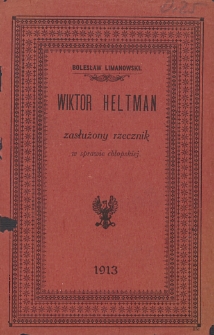 BOLESŁAW LIMANOWSKI.
WIKTOR HELTMAN
zasłużony rzecznik
w sprawie chłopskiej.
1913